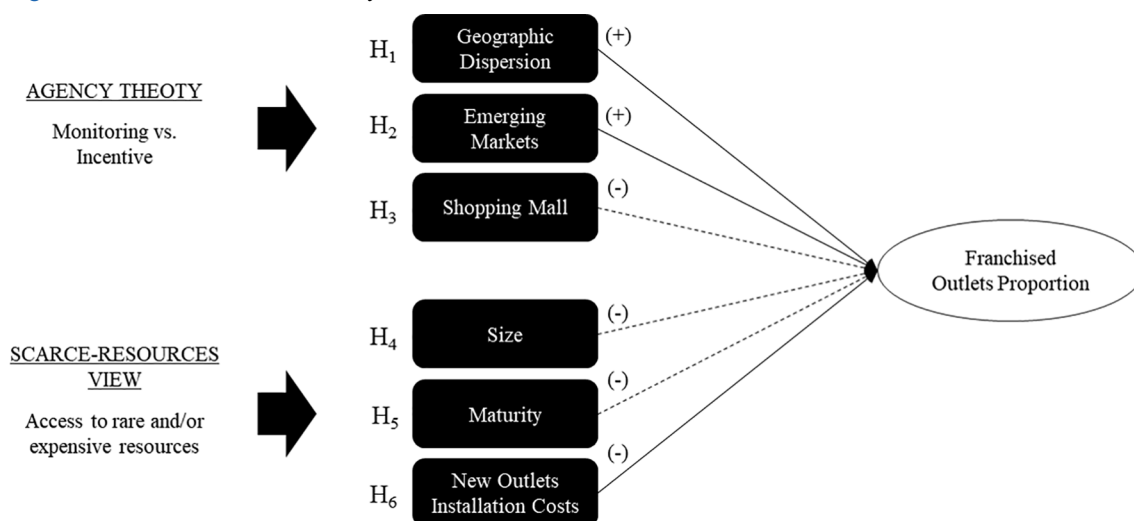 AGENCY THEOTY
Monitoring vs.
Incentive
H1
Geographic
Dispersion
(+)
H2
Emerging
Markets
(+)
H3
Shopping Mall
(-)
SCARCE-RESOURCES
VIEW
Access to rare and/or
expensive resources
H4
Size
(-)
H5
Maturity
(-)
H6
New Outlets
Installation Costs
(-)
Franchised
Outlets Proportion